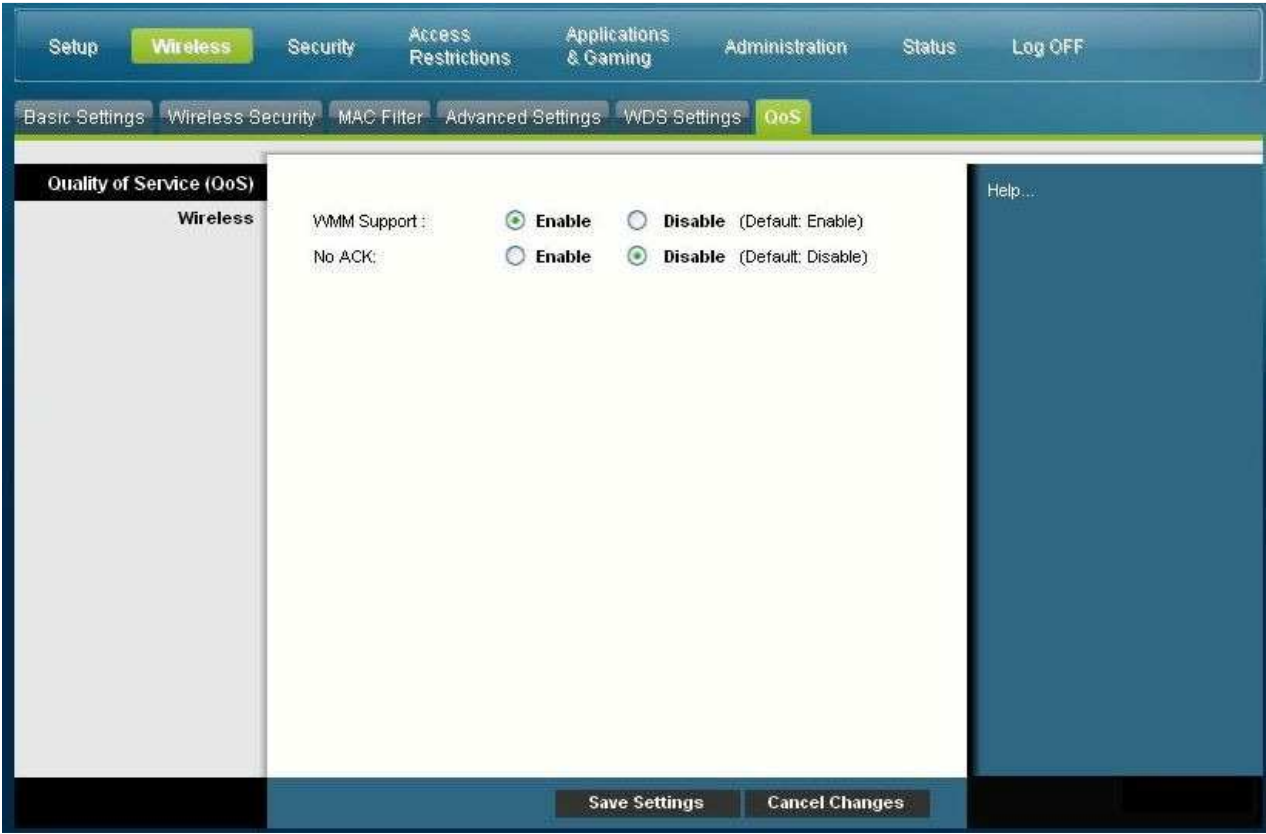 Setup Wireless Security Access Restrictions Applications & Gaming Administration Status Log OFF
Basic Settings Wireless Security MAC Filter Advanced Settings WDS Settings QoS
Quality of Service (QoS)
Help...
Wireless
WMM Support : Enable Disable (Default: Enable)
No ACK: Enable Disable (Default: Disable)
Save Settings Cancel Changes